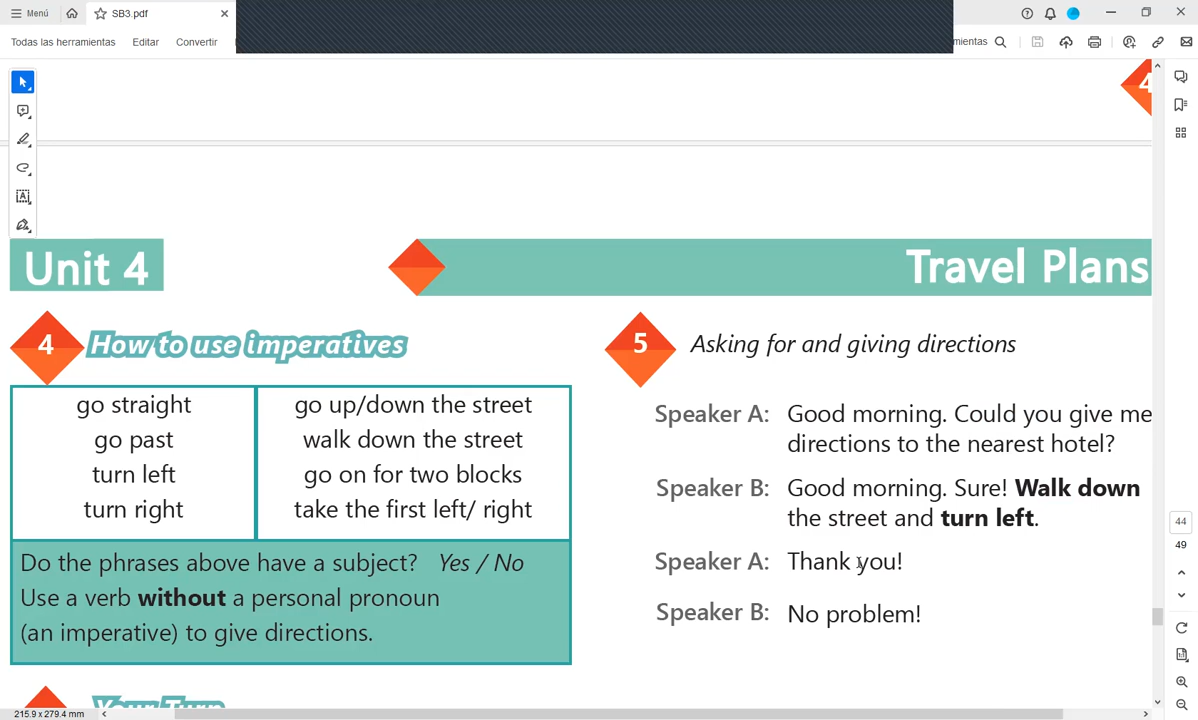 Menú
SB3.pdf
Todas las herramientas Editar Convertir
mientas
4
Unit 4
Travel Plans
4 How to use imperatives
go straight
go past
turn left
turn right
go up/down the street
walk down the street
go on for two blocks
take the first left/ right
Do the phrases above have a subject? Yes / No
Use a verb without a personal pronoun
(an imperative) to give directions.
Your Turn
5 Asking for and giving directions
Speaker A: Good morning. Could you give me
directions to the nearest hotel?
Speaker B: Good morning. Sure! Walk down
the street and turn left.
Speaker A: Thank you!
Speaker B: No problem!
44
49
215.9 x 279.4 mm